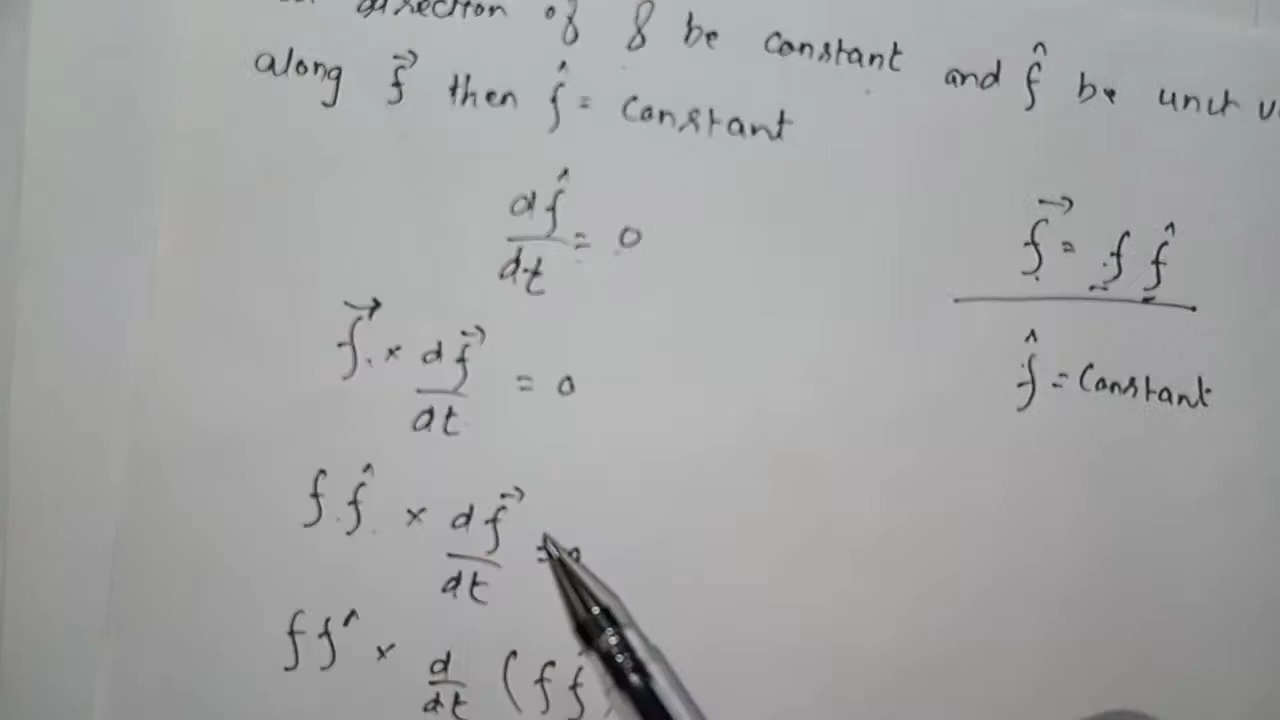 direction of f be constant and f̂ be unit
along f⃗ then f̂ = constant
df̂/dt = 0
f⃗ = f f̂
f⃗ × df⃗/dt = 0
f̂ = constant
f f̂ × df⃗/dt = 0
f f̂ × d/dt (f f̂